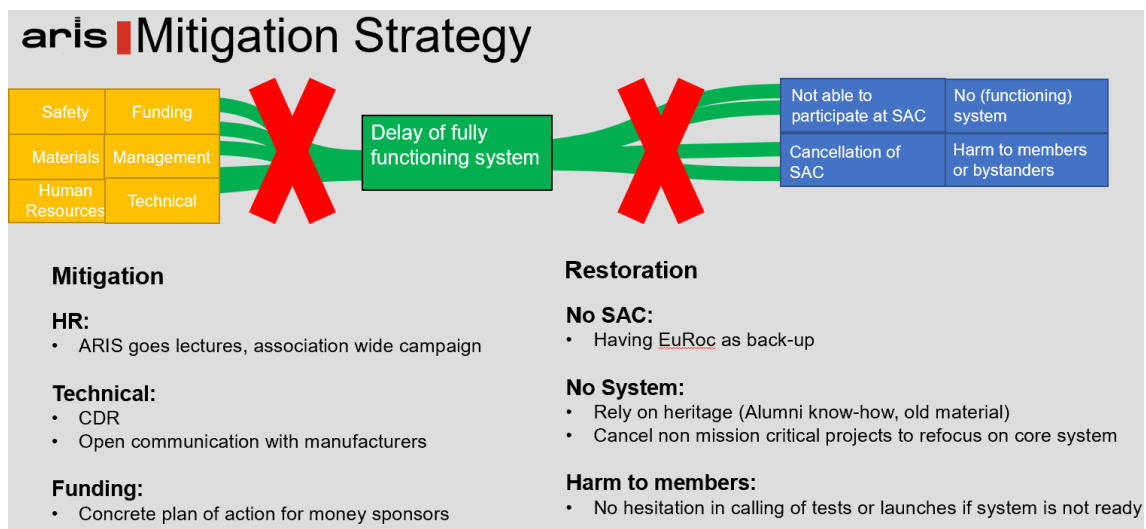 aris Mitigation Strategy
Safety
Funding
Materials
Management
Human
Resources
Technical
Delay of fully
functioning system
Not able to
participate at SAC
No (functioning)
system
Cancellation of
SAC
Harm to members
or bystanders
Mitigation
HR:
• ARIS goes lectures, association wide campaign
Technical:
• CDR
• Open communication with manufacturers
Funding:
• Concrete plan of action for money sponsors
Restoration
No SAC:
• Having EuRoc as back-up
No System:
• Rely on heritage (Alumni know-how, old material)
• Cancel non mission critical projects to refocus on core system
Harm to members:
• No hesitation in calling of tests or launches if system is not ready